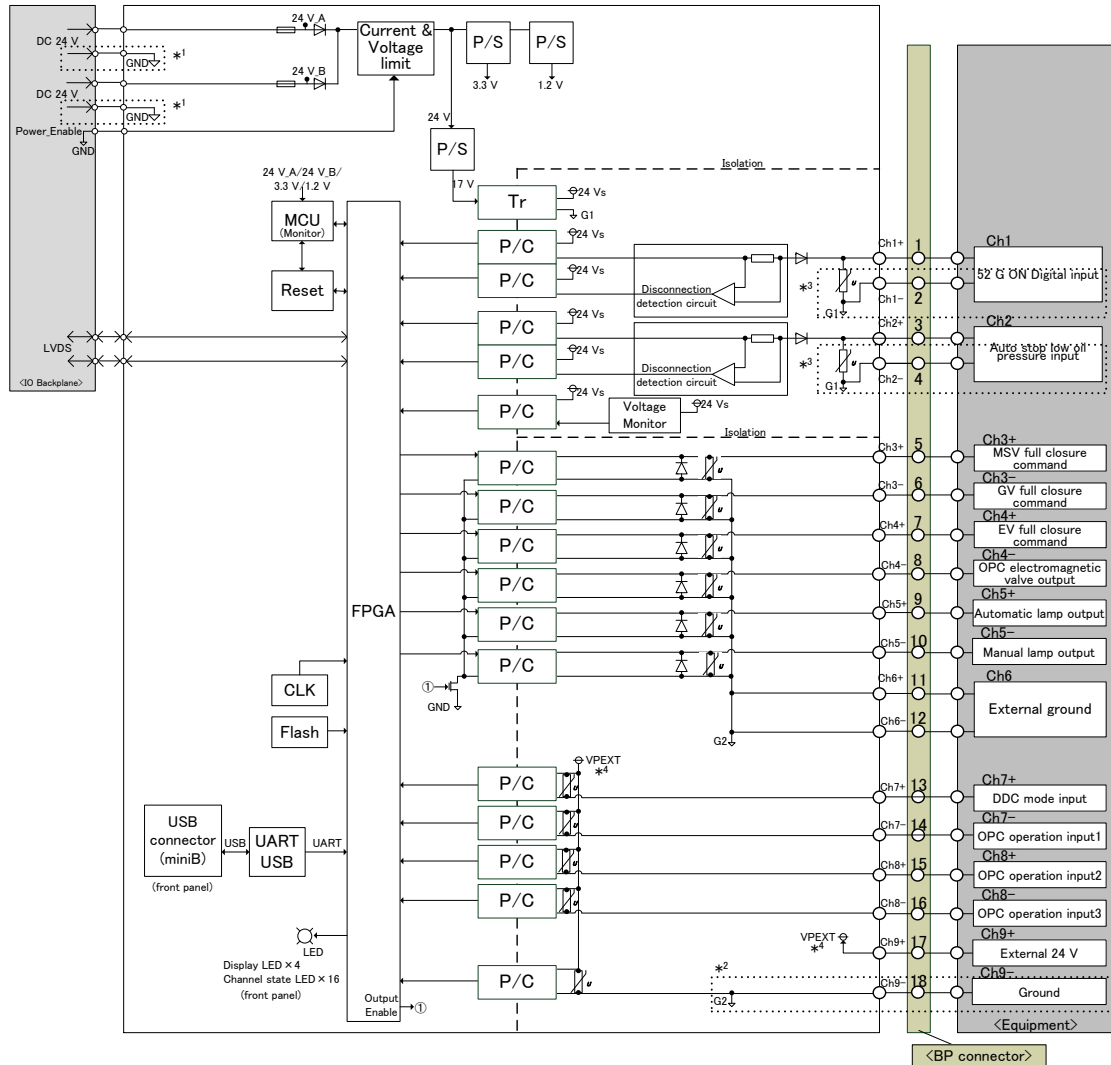 24 V_A
DC 24 V
GND
*1
24 V_B
DC 24 V
GND
*1
Power_Enable
GND
Current &
Voltage
limit
P/S
P/S
3.3 V
1.2 V
24 V
P/S
17 V
Isolation
24 V_A/24 V_B/
3.3 V/1.2 V
MCU
(Monitor)
Reset
LVDS
<IO Backplane>
Tr
24 Vs
G1
P/C
24 Vs
P/C
24 Vs
Disconnection
detection circuit
*3
G1
Ch1+
1
Ch1-
2
Ch1
52 G ON Digital input
P/C
24 Vs
P/C
24 Vs
Disconnection
detection circuit
*3
G1
Ch2+
3
Ch2-
4
Ch2
Auto stop low oil
pressure input
P/C
24 Vs
Voltage
Monitor
24 Vs
Isolation
P/C
Ch3+
5
Ch3+
MSV full closure
command
P/C
Ch3-
6
Ch3-
GV full closure
command
P/C
Ch4+
7
Ch4+
EV full closure
command
P/C
Ch4-
8
Ch4-
OPC electromagnetic
valve output
FPGA
P/C
Ch5+
9
Ch5+
Automatic lamp output
P/C
Ch5-
10
Ch5-
Manual lamp output
①
GND
Ch6+
11
Ch6-
12
G2
Ch6
External ground
CLK
Flash
VPEXT
*4
P/C
Ch7+
13
Ch7+
DDC mode input
P/C
Ch7-
14
Ch7-
OPC operation input1
P/C
Ch8+
15
Ch8+
OPC operation input2
P/C
Ch8-
16
Ch8-
OPC operation input3
USB
connector
(miniB)
(front panel)
USB
UART
USB
UART
VPEXT
*4
Ch9+
17
Ch9+
External 24 V
LED
Display LED×4
Channel state LED×16
(front panel)
P/C
*2
G2
Ch9-
18
Ch9-
Ground
Output
Enable
①
<Equipment>
<BP connector>